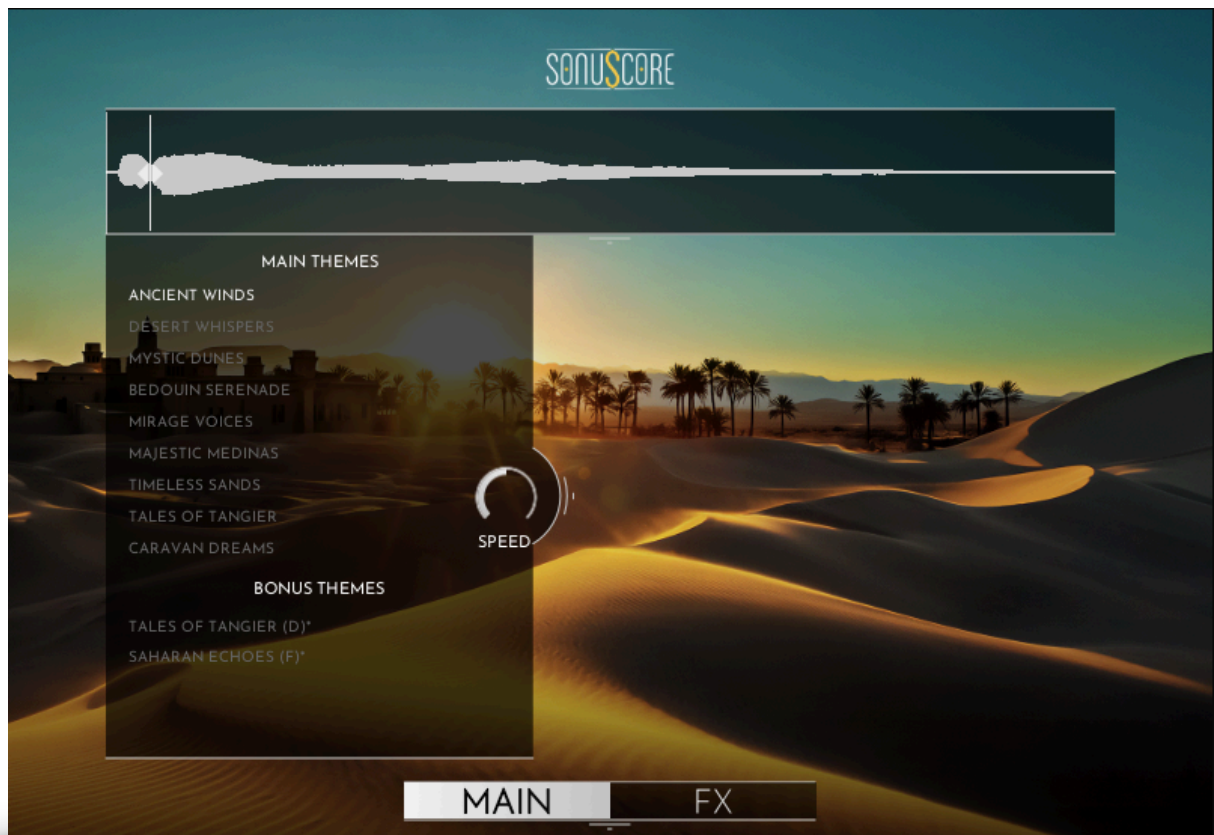 SONUSCORE
MAIN THEMES
ANCIENT WINDS
DESERT WHISPERS
MYSTIC DUNES
BEDOUIN SERENADE
MIRAGE VOICES
MAJESTIC MEDINAS
TIMELESS SANDS
TALES OF TANGIER
CARAVAN DREAMS
SPEED
BONUS THEMES
TALES OF TANGIER (D)*
SAHARAN ECHOES (F)*
MAIN FX